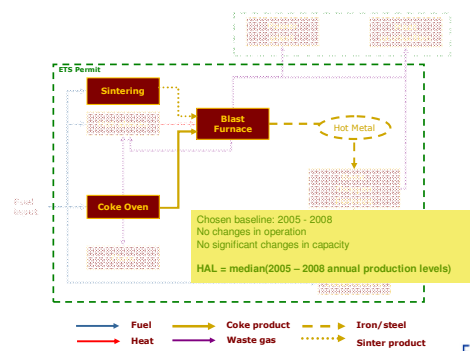 ETS Permit
Sintering
Blast
Furnace
Hot Metal
Fuel
Coke Oven
Chosen baseline: 2005 - 2008
No changes in operation
No significant changes in capacity
HAL = median(2005 – 2008 annual production levels)
Fuel
Coke product
Iron/steel
Heat
Waste gas
Sinter product